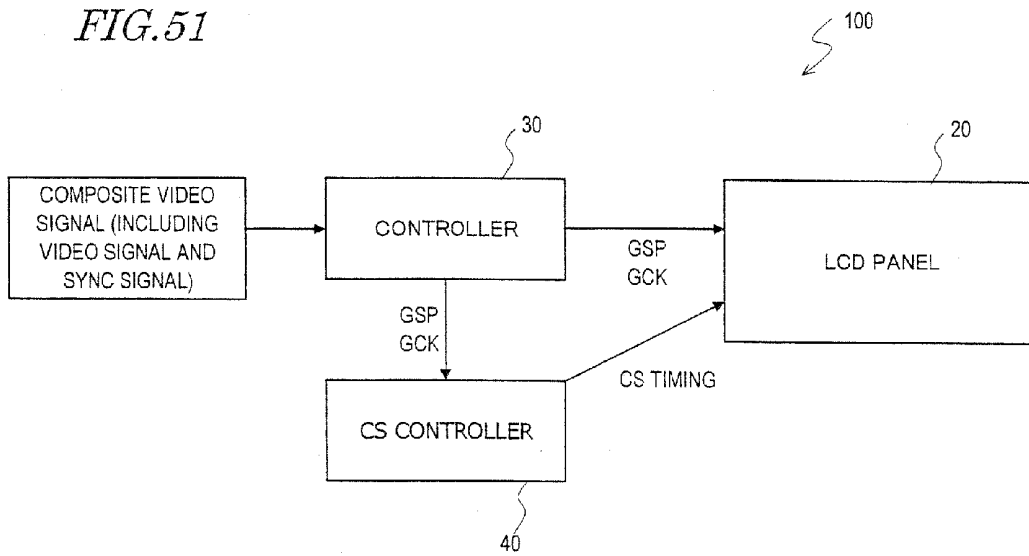 FIG.51
100
30
20
COMPOSITE VIDEO
SIGNAL (INCLUDING
VIDEO SIGNAL AND
SYNC SIGNAL)
CONTROLLER
GSP
GCK
LCD PANEL
GSP
GCK
CS TIMING
CS CONTROLLER
40